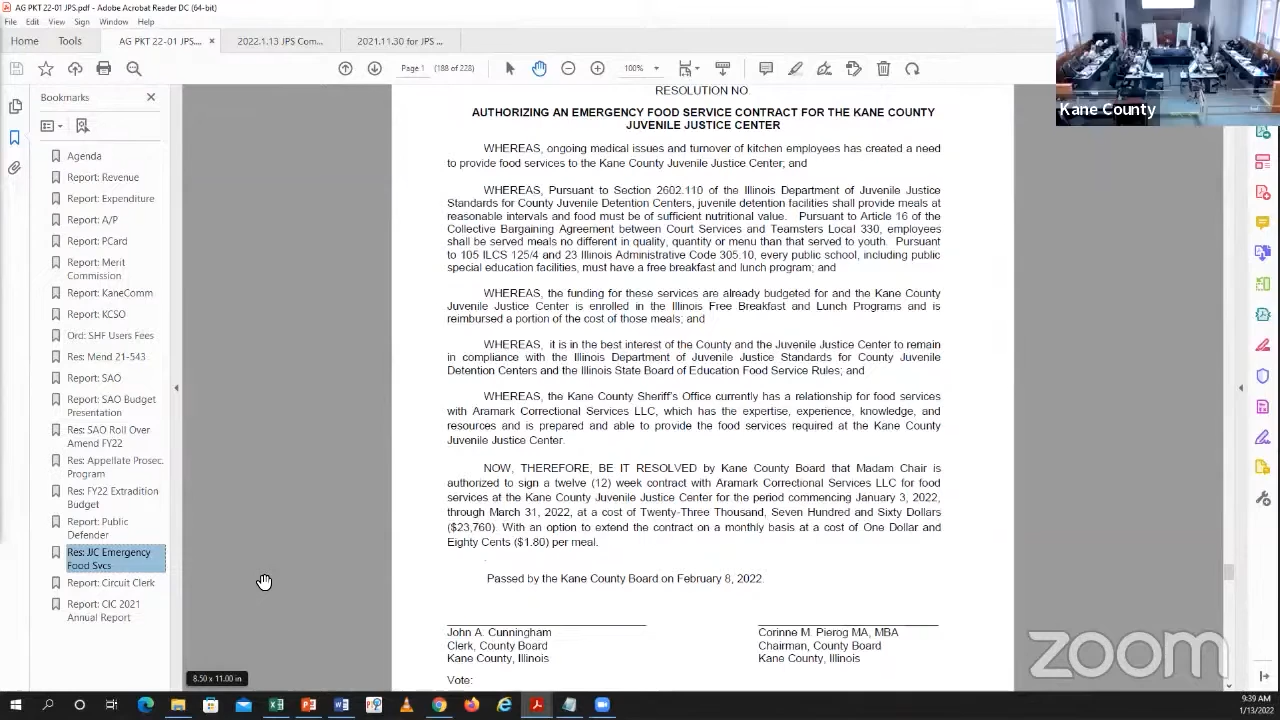 AG PKT 22-01 JPS.pdf - Adobe Acrobat Reader DC (64-bit)
File Edit View Sign Window Help
Home Tools AG PKT 22-01 JPS... × 2022.1.13 JPS Com... 2021.11.30 for JPS ...
Page 1 (188 of 228) 100%
Kane County
Bookmarks
Agenda
Report: Revenue
Report: Expenditure
Report: A/P
Report: PCard
Report: Merit
Commission
Report: KaneComm
Report: KCSO
Ord: SHF Users Fees
Res: Mend 21-543
Report: SAO
Report: SAO Budget
Presentation
Res: SAO Roll Over
Amend FY22
Res: Appellate Prosec.
Program
Res: FY22 Extradition
Budget
Report: Public
Defender
Res: JJC Emergency
Food Svcs
Report: Circuit Clerk
Report: CIC 2021
Annual Report
RESOLUTION NO.
AUTHORIZING AN EMERGENCY FOOD SERVICE CONTRACT FOR THE KANE COUNTY
JUVENILE JUSTICE CENTER
WHEREAS, ongoing medical issues and turnover of kitchen employees has created a need
to provide food services to the Kane County Juvenile Justice Center; and
WHEREAS, Pursuant to Section 2602.110 of the Illinois Department of Juvenile Justice
Standards for County Juvenile Detention Centers, juvenile detention facilities shall provide meals at
reasonable intervals and food must be of sufficient nutritional value. Pursuant to Article 16 of the
Collective Bargaining Agreement between Court Services and Teamsters Local 330, employees
shall be served meals no different in quality, quantity or menu than that served to youth. Pursuant
to 105 ILCS 125/4 and 23 Illinois Administrative Code 305.10, every public school, including public
special education facilities, must have a free breakfast and lunch program; and
WHEREAS, the funding for these services are already budgeted for and the Kane County
Juvenile Justice Center is enrolled in the Illinois Free Breakfast and Lunch Programs and is
reimbursed a portion of the cost of those meals; and
WHEREAS, it is in the best interest of the County and the Juvenile Justice Center to remain
in compliance with the Illinois Department of Juvenile Justice Standards for County Juvenile
Detention Centers and the Illinois State Board of Education Food Service Rules; and
WHEREAS, the Kane County Sheriff's Office currently has a relationship for food services
with Aramark Correctional Services LLC, which has the expertise, experience, knowledge, and
resources and is prepared and able to provide the food services required at the Kane County
Juvenile Justice Center.
NOW, THEREFORE, BE IT RESOLVED by Kane County Board that Madam Chair is
authorized to sign a twelve (12) week contract with Aramark Correctional Services LLC for food
services at the Kane County Juvenile Justice Center for the period commencing January 3, 2022,
through March 31, 2022, at a cost of Twenty-Three Thousand, Seven Hundred and Sixty Dollars
($23,760). With an option to extend the contract on a monthly basis at a cost of One Dollar and
Eighty Cents ($1.80) per meal.
Passed by the Kane County Board on February 8, 2022.
John A. Cunningham
Clerk, County Board
Kane County, Illinois
Corinne M. Pierog MA, MBA
Chairman, County Board
Kane County, Illinois
Vote:
8.50 x 11.00 in
zoom
9:39 AM
1/13/2022